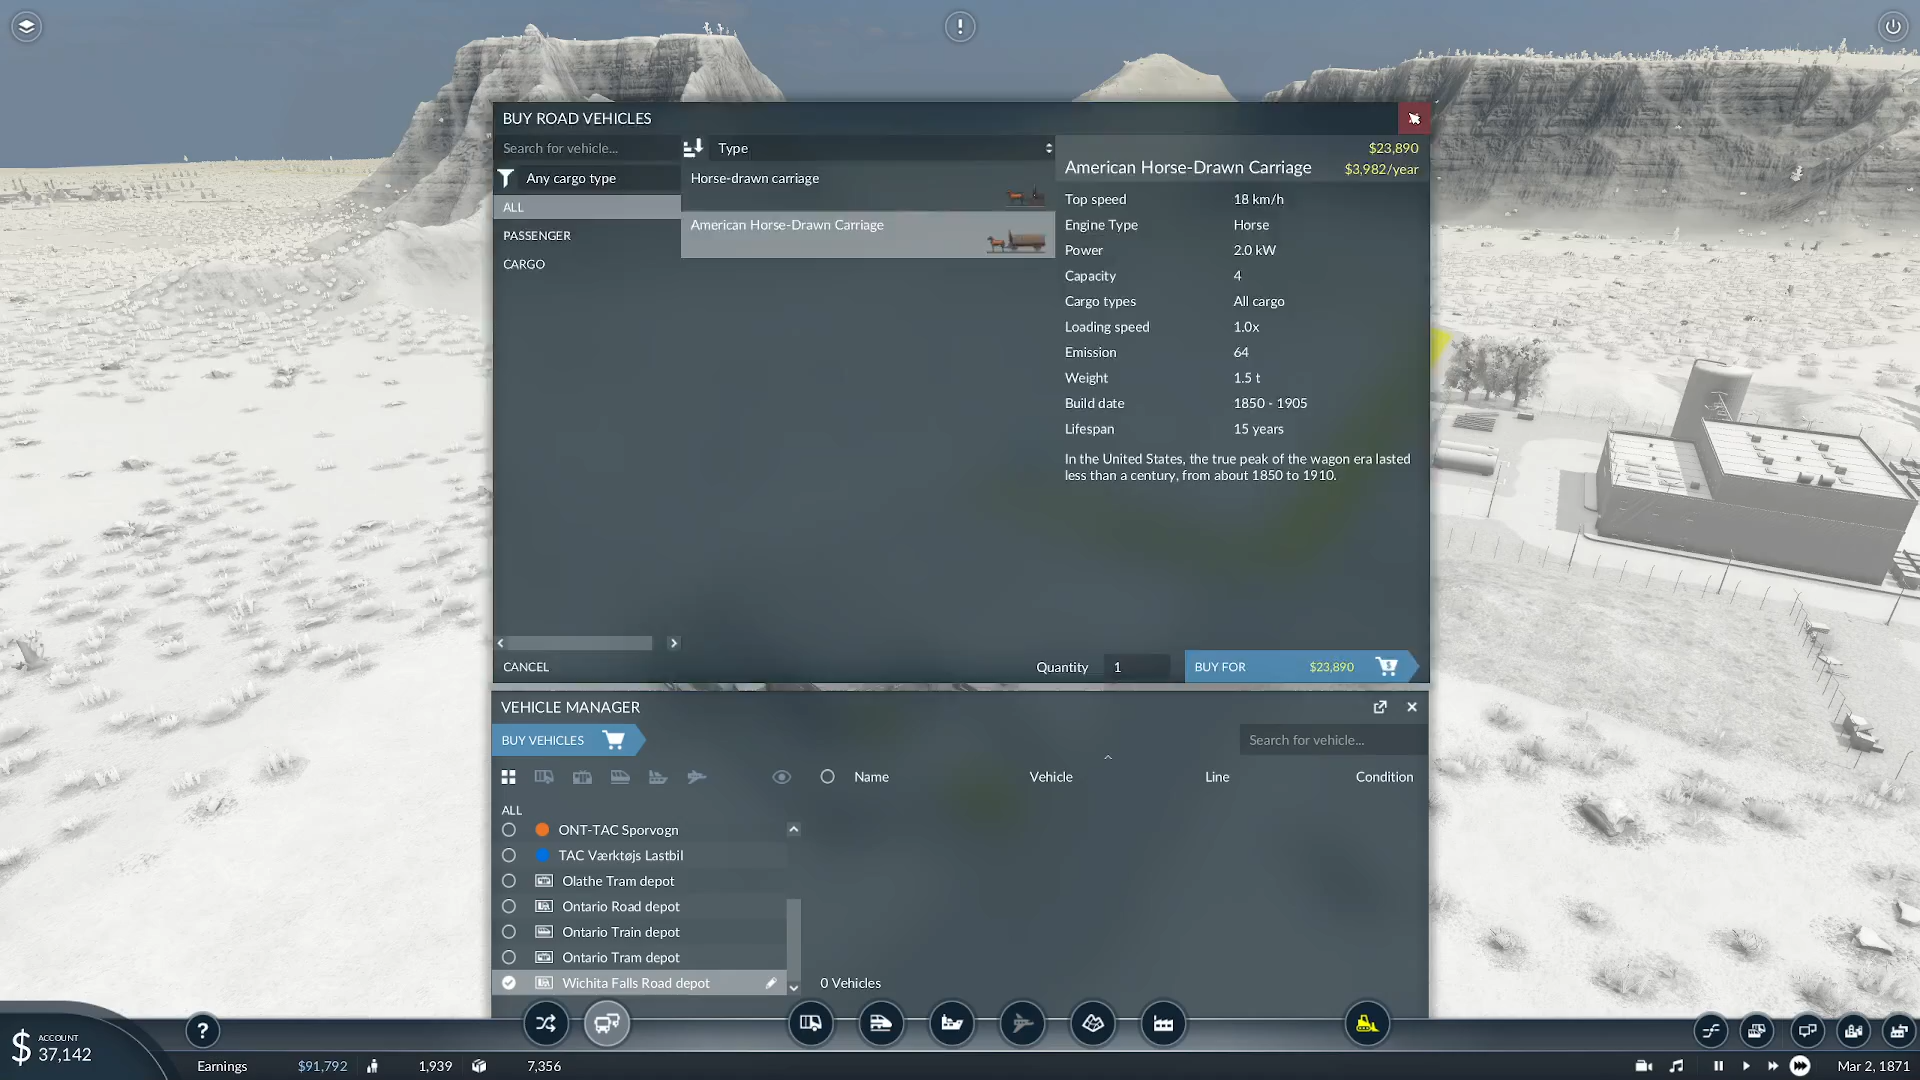 BUY ROAD VEHICLES
Search for vehicle...
Type
Any cargo type
ALL
PASSENGER
CARGO
Horse-drawn carriage
American Horse-Drawn Carriage
$23,890
American Horse-Drawn Carriage $3,982/year
Top speed 18 km/h
Engine Type Horse
Power 2.0 kW
Capacity 4
Cargo types All cargo
Loading speed 1.0x
Emission 64
Weight 1.5 t
Build date 1850 - 1905
Lifespan 15 years
In the United States, the true peak of the wagon era lasted
less than a century, from about 1850 to 1910.
CANCEL
Quantity 1
BUY FOR $23,890
VEHICLE MANAGER
BUY VEHICLES
Search for vehicle...
Name Vehicle Line Condition
ALL
ONT-TAC Sporvogn
TAC Værktøjs Lastbil
Olathe Tram depot
Ontario Road depot
Ontario Train depot
Ontario Tram depot
Wichita Falls Road depot
0 Vehicles
?
$ ACCOUNT
37,142
Earnings $91,792 1,939 7,356
Mar 2, 1871